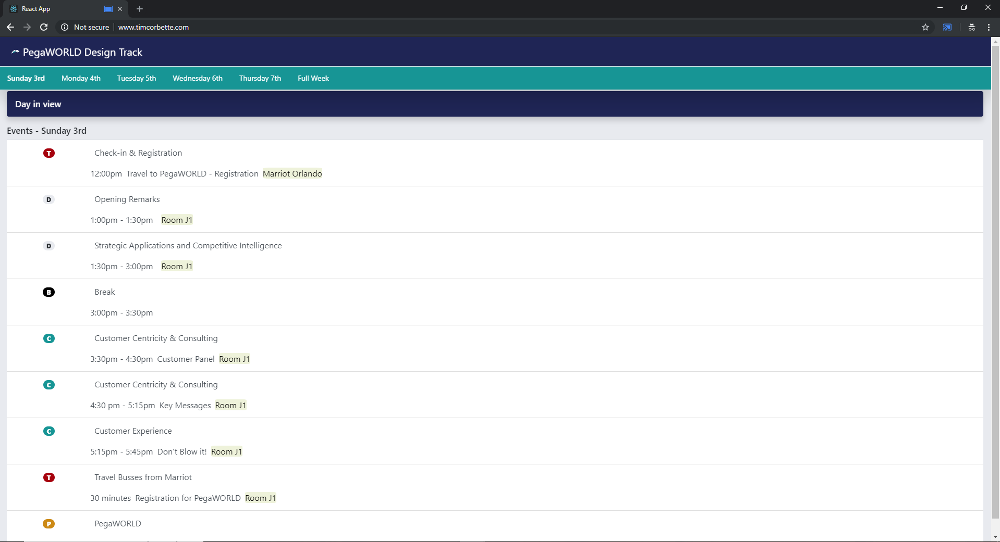 React App
Not secure www.timcorbette.com
PegaWORLD Design Track
Sunday 3rd Monday 4th Tuesday 5th Wednesday 6th Thursday 7th Full Week
Day in view
Events - Sunday 3rd
T Check-in & Registration
12:00pm Travel to PegaWORLD - Registration Marriot Orlando
D Opening Remarks
1:00pm - 1:30pm Room J1
D Strategic Applications and Competitive Intelligence
1:30pm - 3:00pm Room J1
B Break
3:00pm - 3:30pm
C Customer Centricity & Consulting
3:30pm - 4:30pm Customer Panel Room J1
C Customer Centricity & Consulting
4:30 pm - 5:15pm Key Messages Room J1
C Customer Experience
5:15pm - 5:45pm Don't Blow it! Room J1
T Travel Busses from Marriot
30 minutes Registration for PegaWORLD Room J1
P PegaWORLD